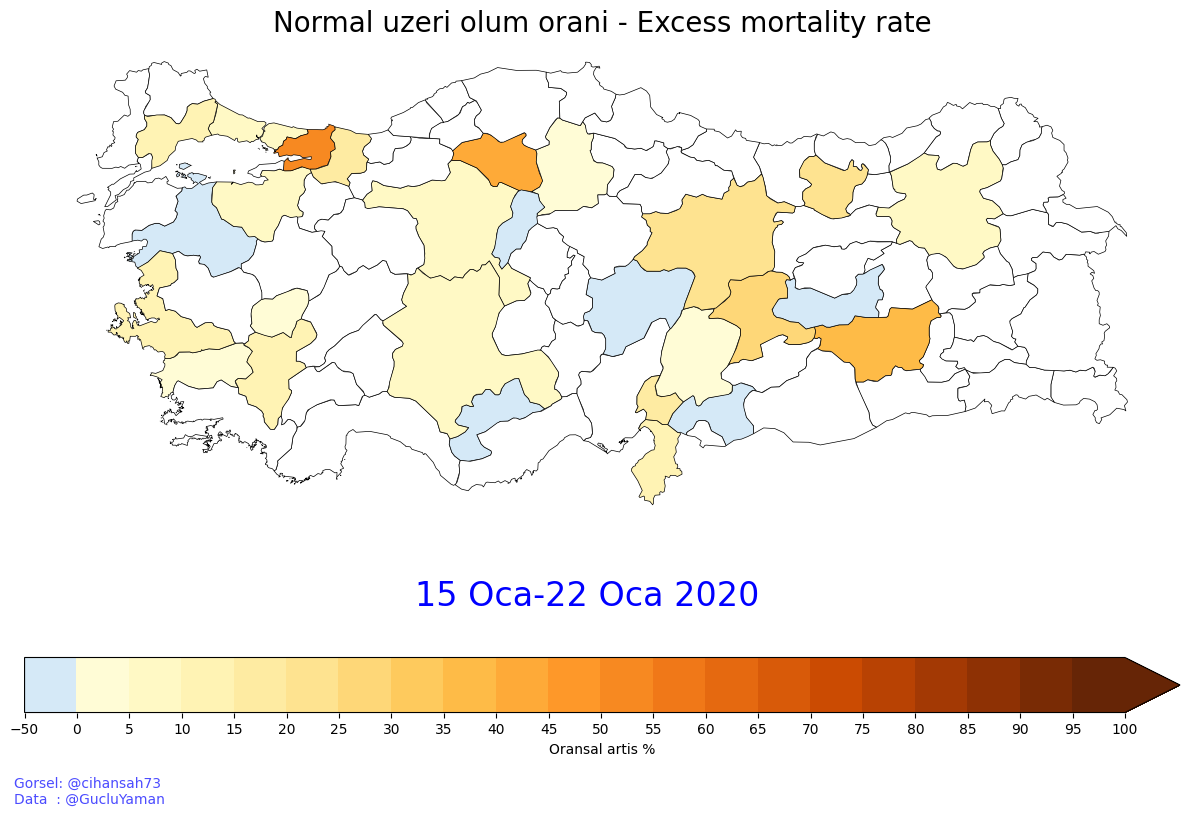 Normal uzeri olum orani - Excess mortality rate
15 Oca-22 Oca 2020
−50 0 5 10 15 20 25 30 35 40 45 50 55 60 65 70 75 80 85 90 95 100
Oransal artis %
Gorsel: @cihansah73
Data  : @GucluYaman